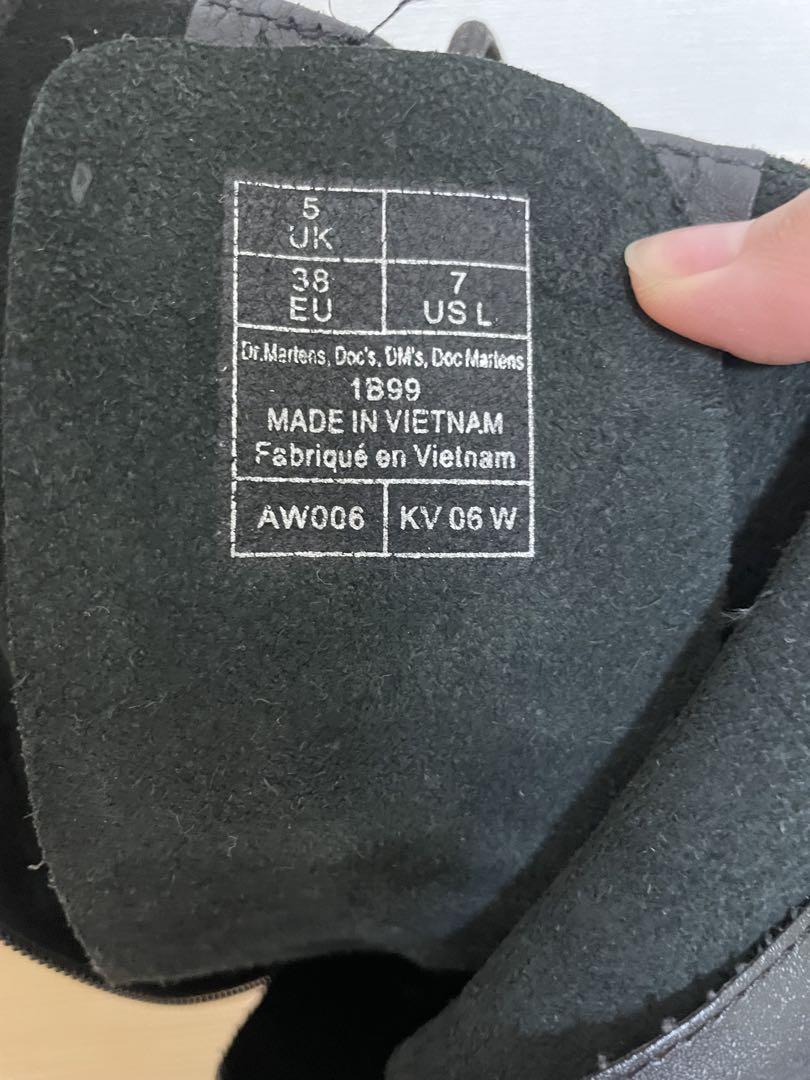 5
UK
38
EU
7
US L
Dr.Martens, Doc's, DM's, Doc Martens
1B99
MADE IN VIETNAM
Fabriqué en Vietnam
AW006
KV 06 W